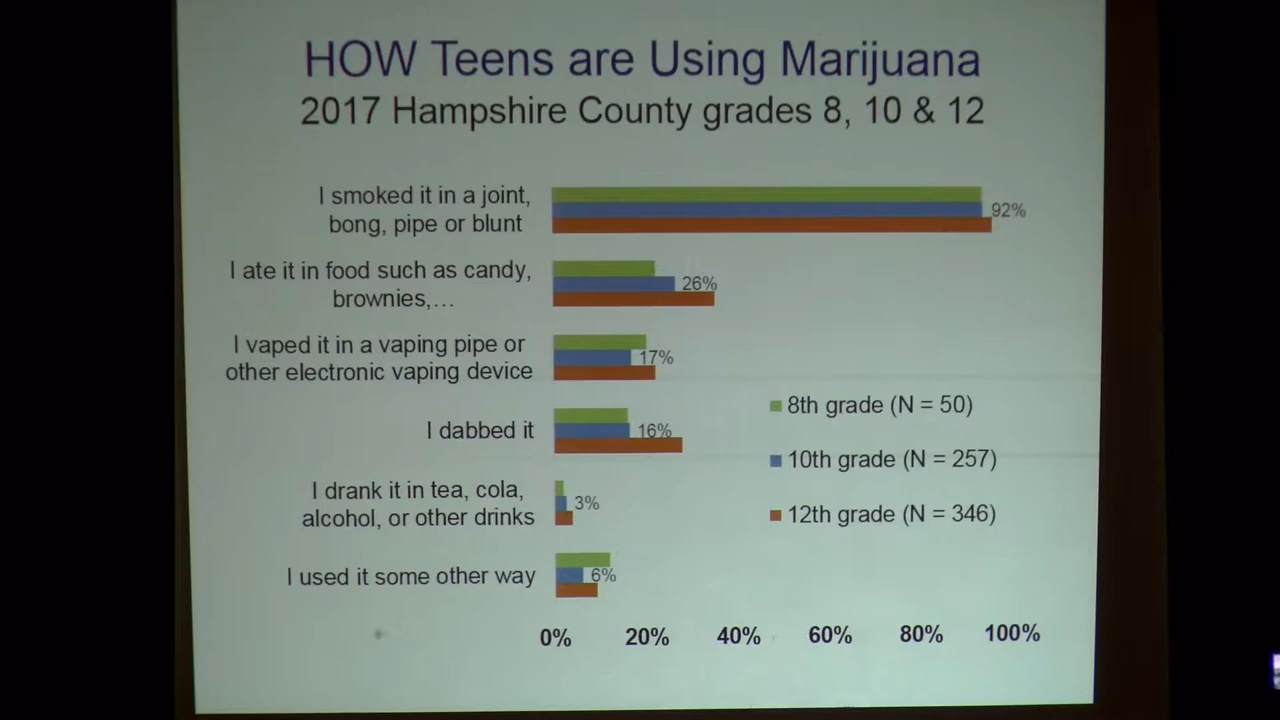 HOW Teens are Using Marijuana
2017 Hampshire County grades 8, 10 & 12
I smoked it in a joint,
bong, pipe or blunt
92%
I ate it in food such as candy,
brownies,...
26%
I vaped it in a vaping pipe or
other electronic vaping device
17%
I dabbed it
16%
I drank it in tea, cola,
alcohol, or other drinks
3%
I used it some other way
6%
8th grade (N = 50)
10th grade (N = 257)
12th grade (N = 346)
0% 20% 40% 60% 80% 100%